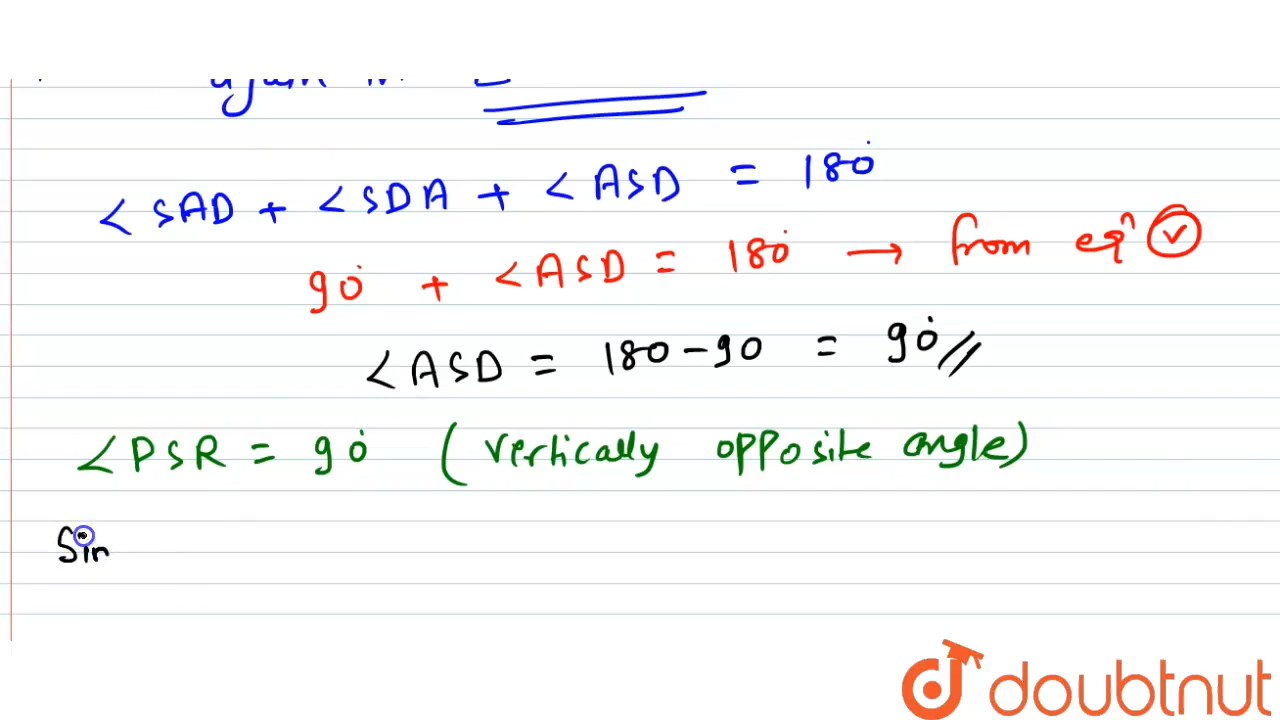 < SAD + < SDA + < ASD = 180°
90° + < ASD = 180° → from eqⁿ (v)
< ASD = 180 - 90 = 90° //
< PSR = 90° (vertically opposite angle)
Sin
doubtnut